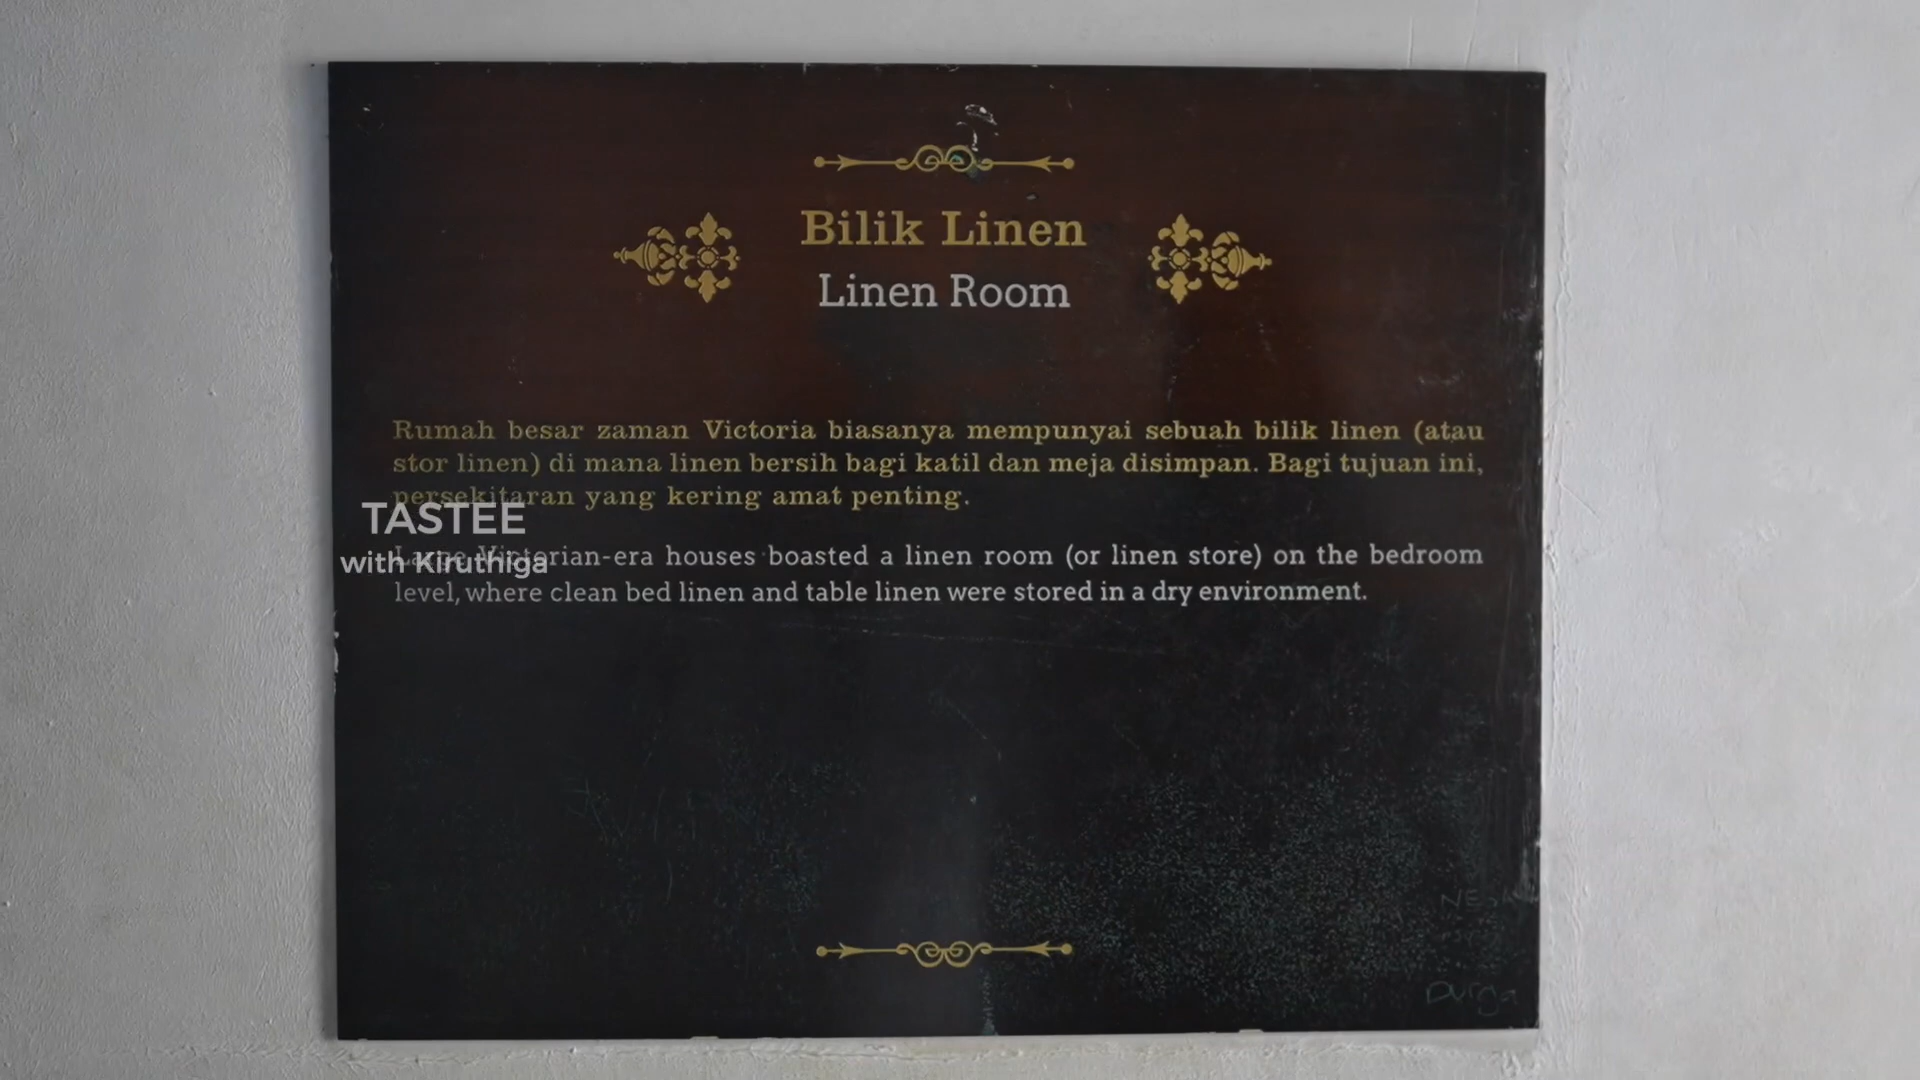 Bilik Linen
Linen Room
Rumah besar zaman Victoria biasanya mempunyai sebuah bilik linen (atau
stor linen) di mana linen bersih bagi katil dan meja disimpan. Bagi tujuan ini,
persekitaran yang kering amat penting.
TASTEE
with Kiruthiga
Large Victorian-era houses boasted a linen room (or linen store) on the bedroom
level, where clean bed linen and table linen were stored in a dry environment.
Durga